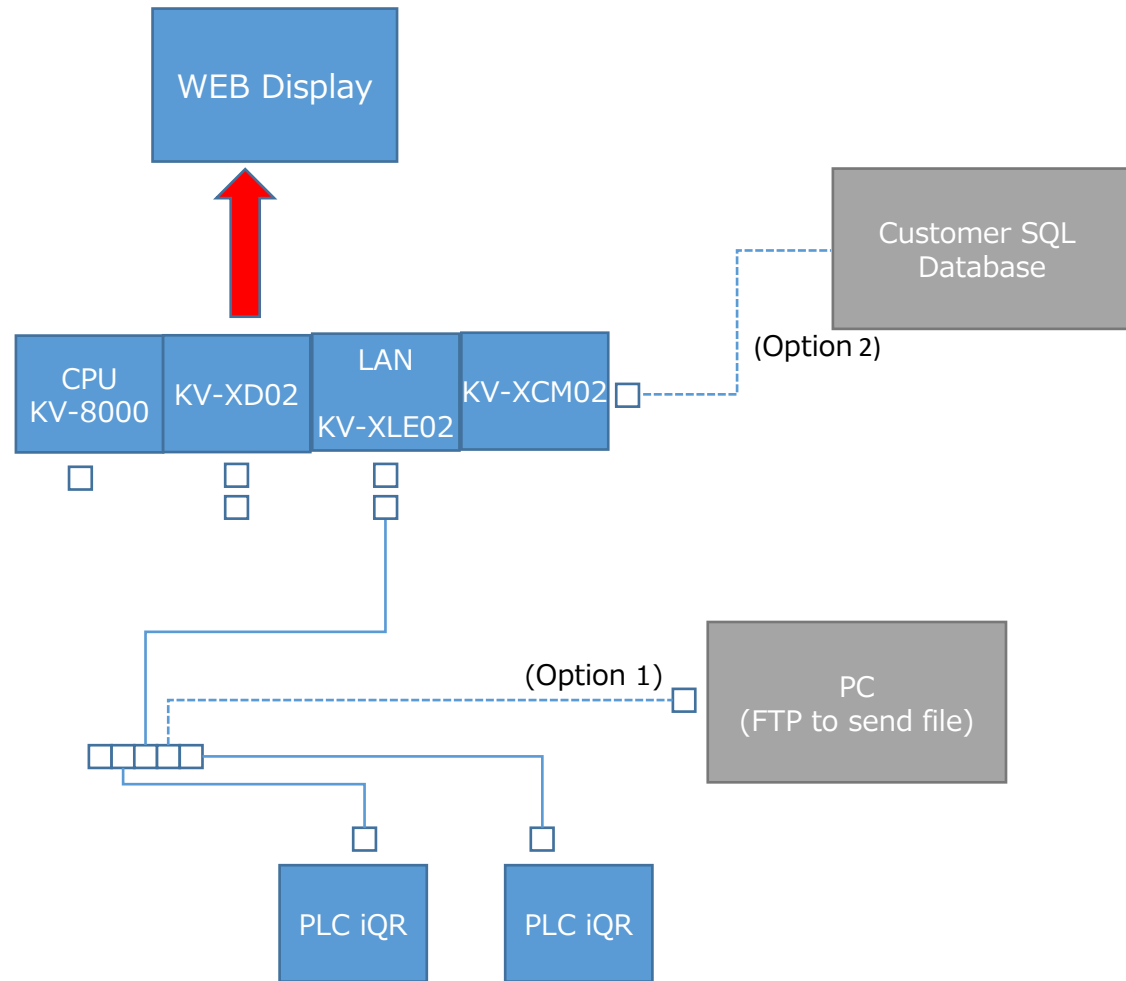 WEB Display
Customer SQL
Database
(Option 2)
CPU
KV-8000
KV-XD02
LAN
KV-XLE02
KV-XCM02
(Option 1)
PC
(FTP to send file)
PLC iQR
PLC iQR